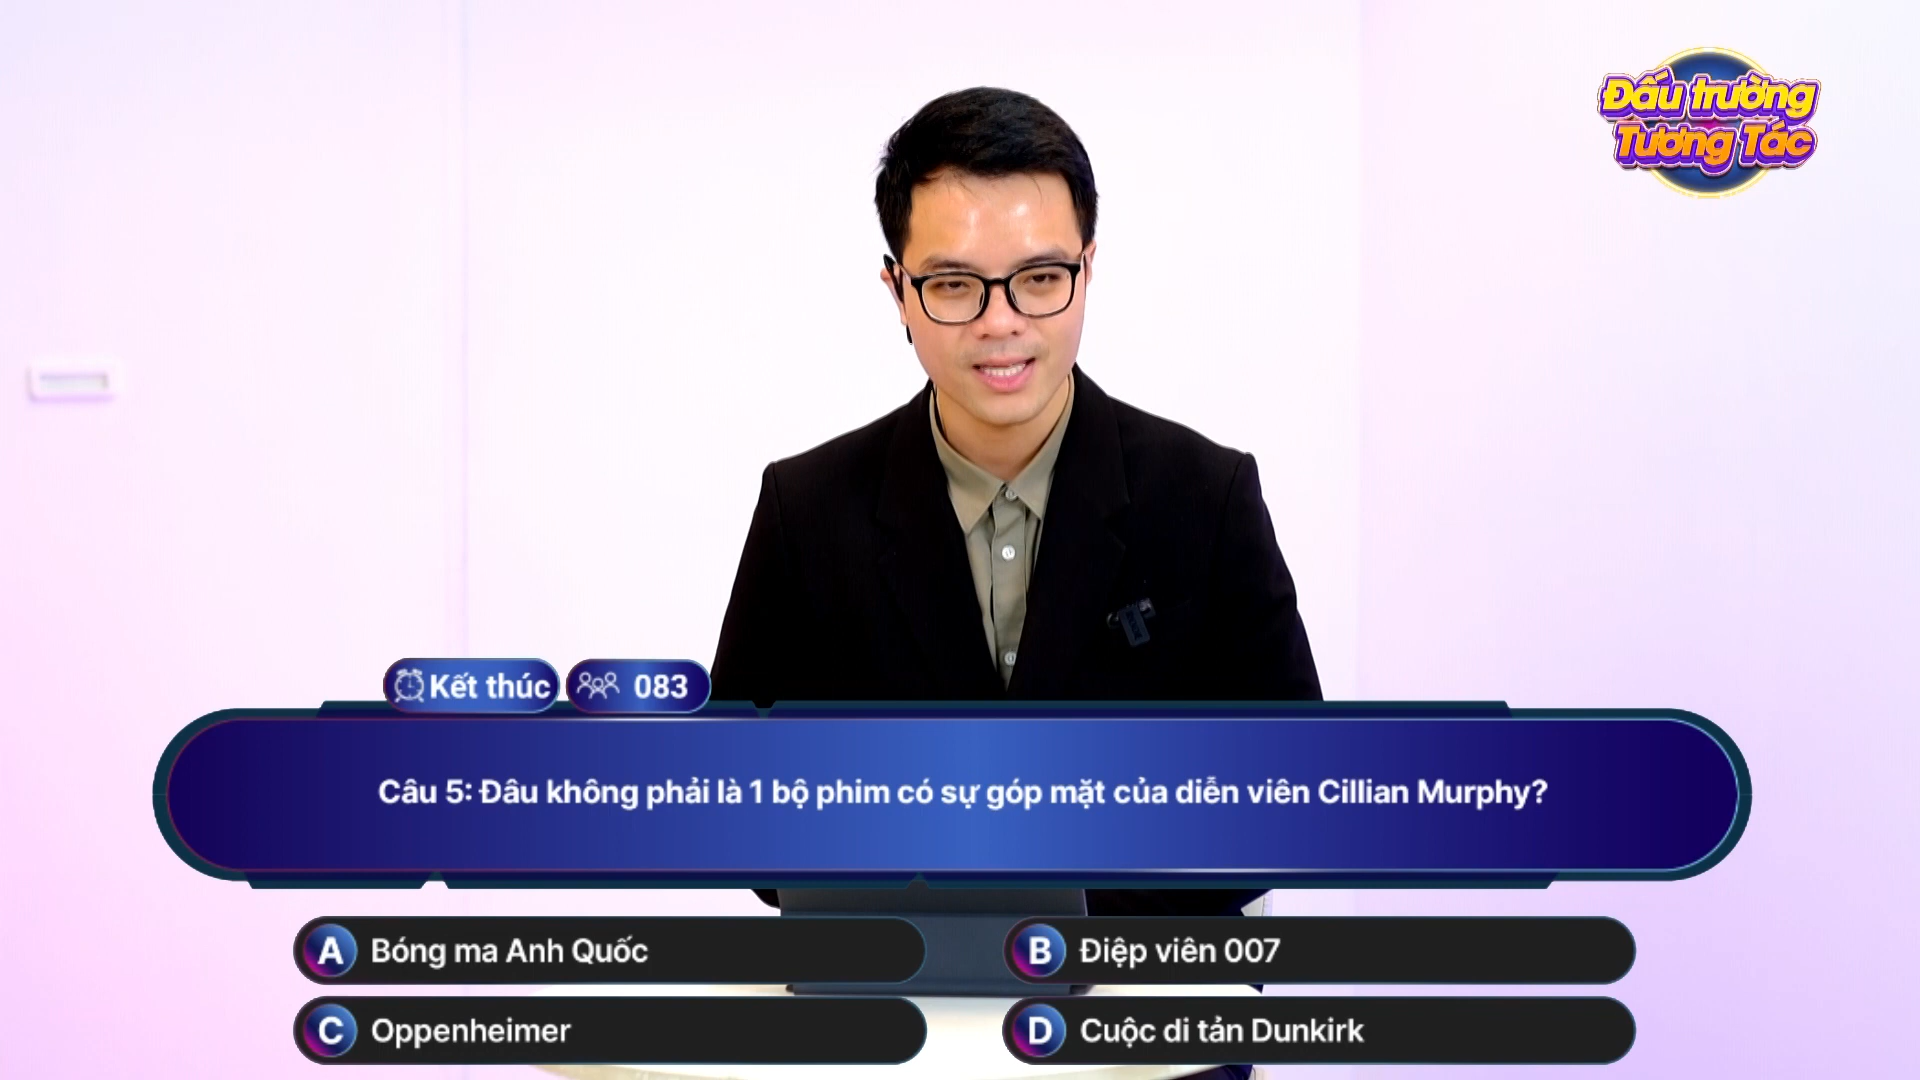 Đấu trường
Tương Tác
Kết thúc
083
Câu 5: Đâu không phải là 1 bộ phim có sự góp mặt của diễn viên Cillian Murphy?
A Bóng ma Anh Quốc
B Điệp viên 007
C Oppenheimer
D Cuộc di tản Dunkirk